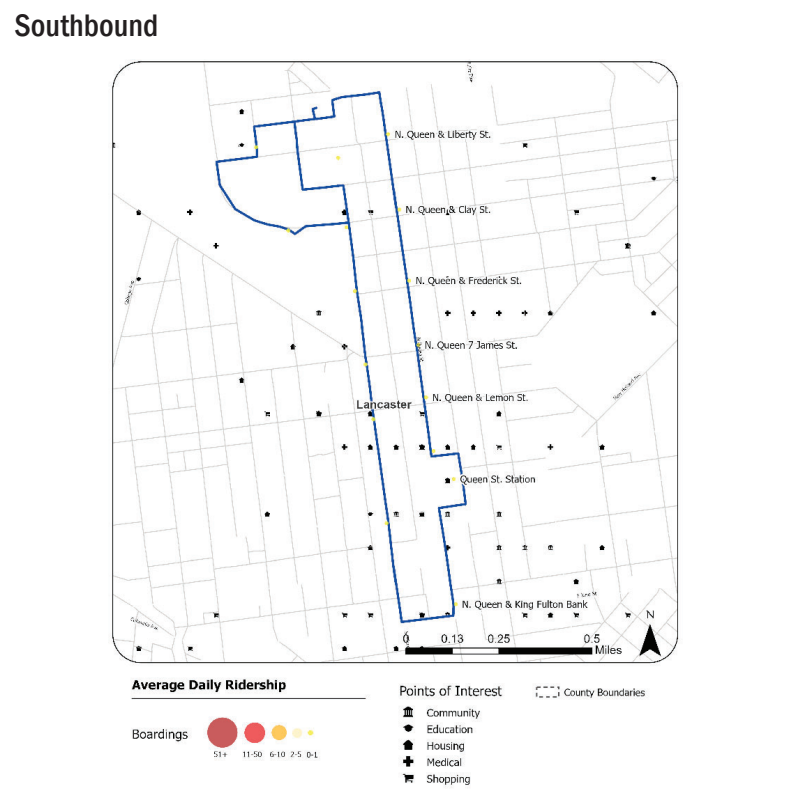 Southbound
N. Queen & Liberty St.
N. Queen & Clay St.
N. Queen & Frederick St.
N. Queen 7 James St.
N. Queen & Lemon St.
Lancaster
Queen St. Station
N. Queen & King Fulton Bank
N
0 0.13 0.25 0.5
Miles
Average Daily Ridership
Boardings
51+ 11-50 6-10 2-5 0-1
Points of Interest
Community
Education
Housing
Medical
Shopping
County Boundaries